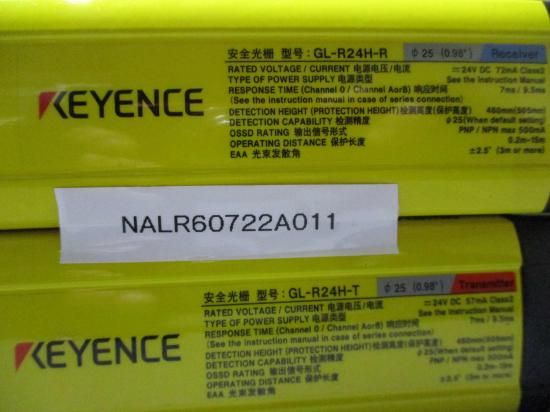 安全光栅 型号: GL-R24H-R ϕ25 (0.98") Receiver
RATED VOLTAGE / CURRENT 电源电压/电流 ⎓24V DC 72mA Class2
TYPE OF POWER SUPPLY 电源类型 See the Instruction Manual
RESPONSE TIME (Channel 0 / Channel AorB) 响应时间 7ms / 9.5ms
(See the instruction manual in case of series connection)
DETECTION HEIGHT (PROTECTION HEIGHT)检测高度(保护高度) 460mm(505mm)
DETECTION CAPABILITY 检测精度 ϕ25(When default setting)
OSSD RATING 输出信号形式 PNP / NPN max 500mA
OPERATING DISTANCE 保护长度 0.2m-15m
EAA 光束发散角 ±2.5° (3m or more)
KEYENCE
NALR60722A011
安全光栅 型号: GL-R24H-T ϕ25 (0.98") Transmitter
RATED VOLTAGE / CURRENT 电源电压/电流 ⎓24V DC 57mA Class2
TYPE OF POWER SUPPLY 电源类型 See the Instruction Manual
RESPONSE TIME (Channel 0 / Channel AorB) 响应时间 7ms / 9.5ms
(See the instruction manual in case of series connection)
DETECTION HEIGHT (PROTECTION HEIGHT)检测高度(保护高度)
DETECTION CAPABILITY 检测精度 ϕ25(When default setting)
OSSD RATING 输出信号形式 PNP / NPN max 500mA
OPERATING DISTANCE 保护长度 0.2m-15m
EAA 光束发散角 ±2.5° (3m or more)
KEYENCE